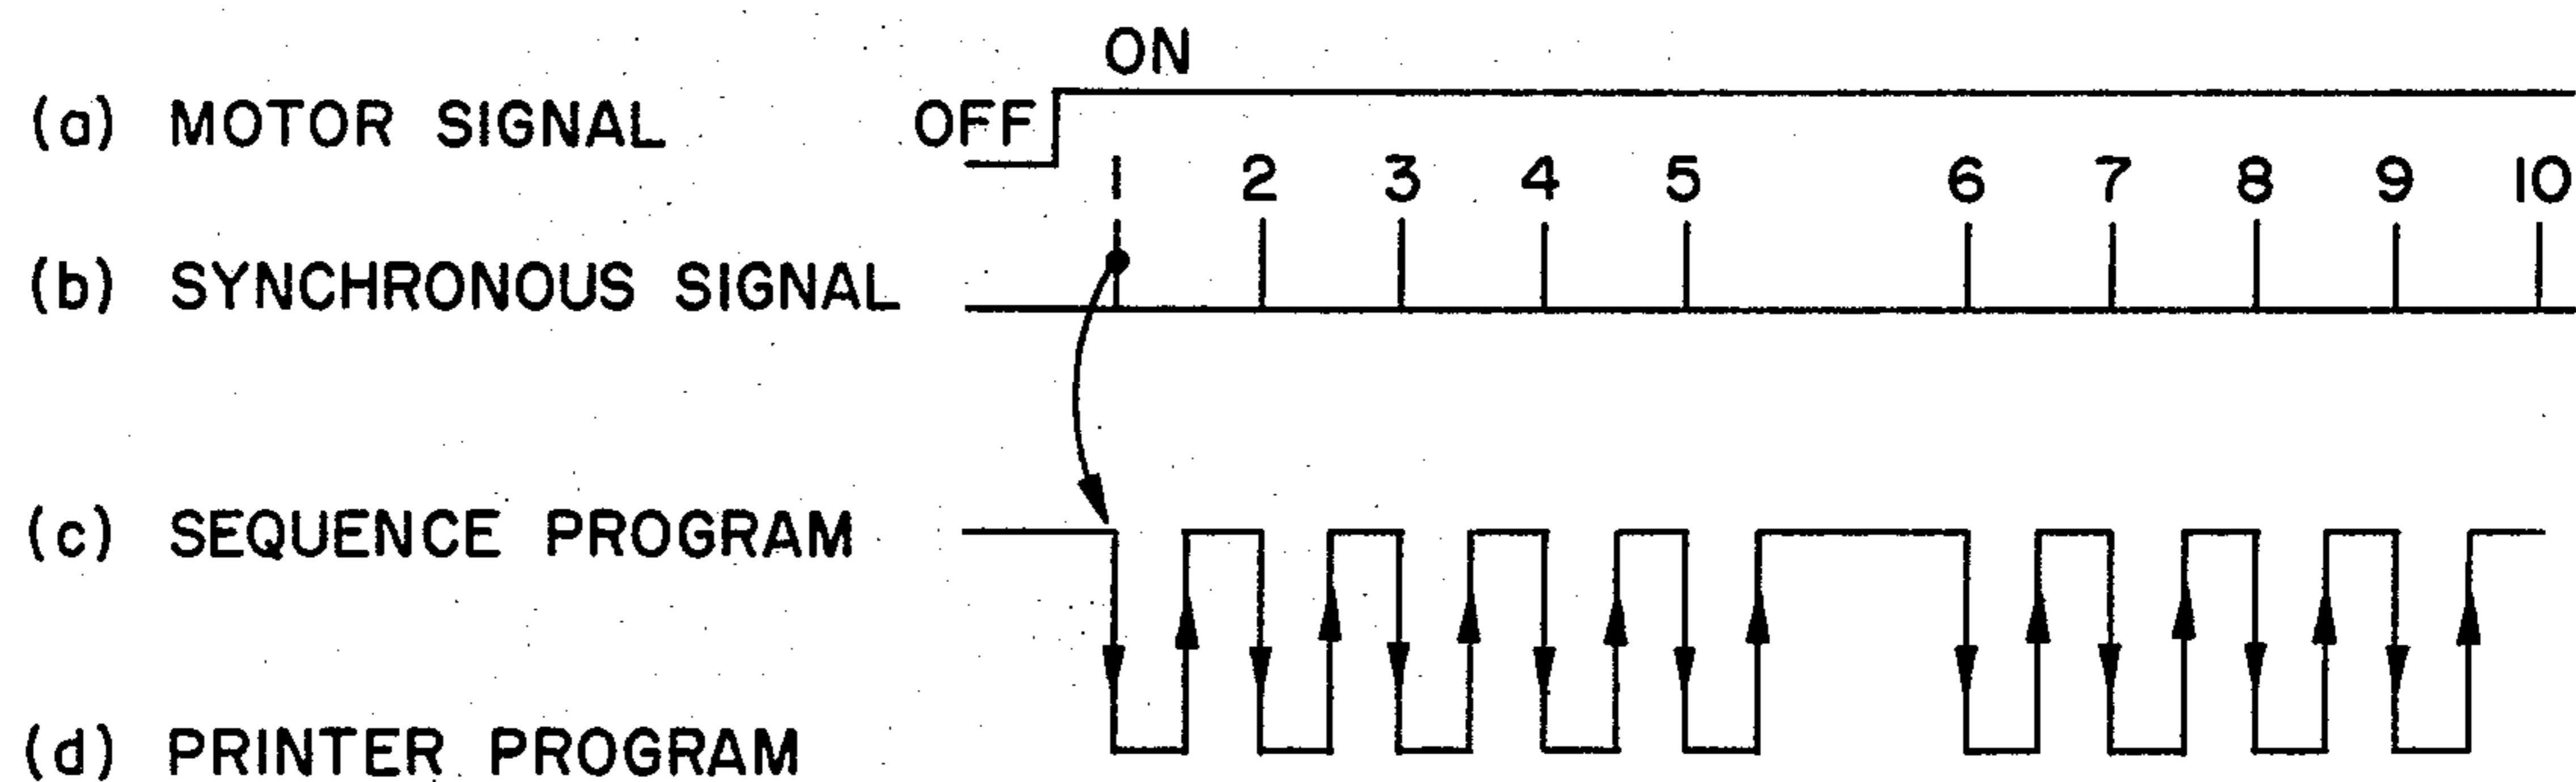 ON
(a) MOTOR SIGNAL OFF
1 2 3 4 5 6 7 8 9 10
(b) SYNCHRONOUS SIGNAL
(c) SEQUENCE PROGRAM
(d) PRINTER PROGRAM